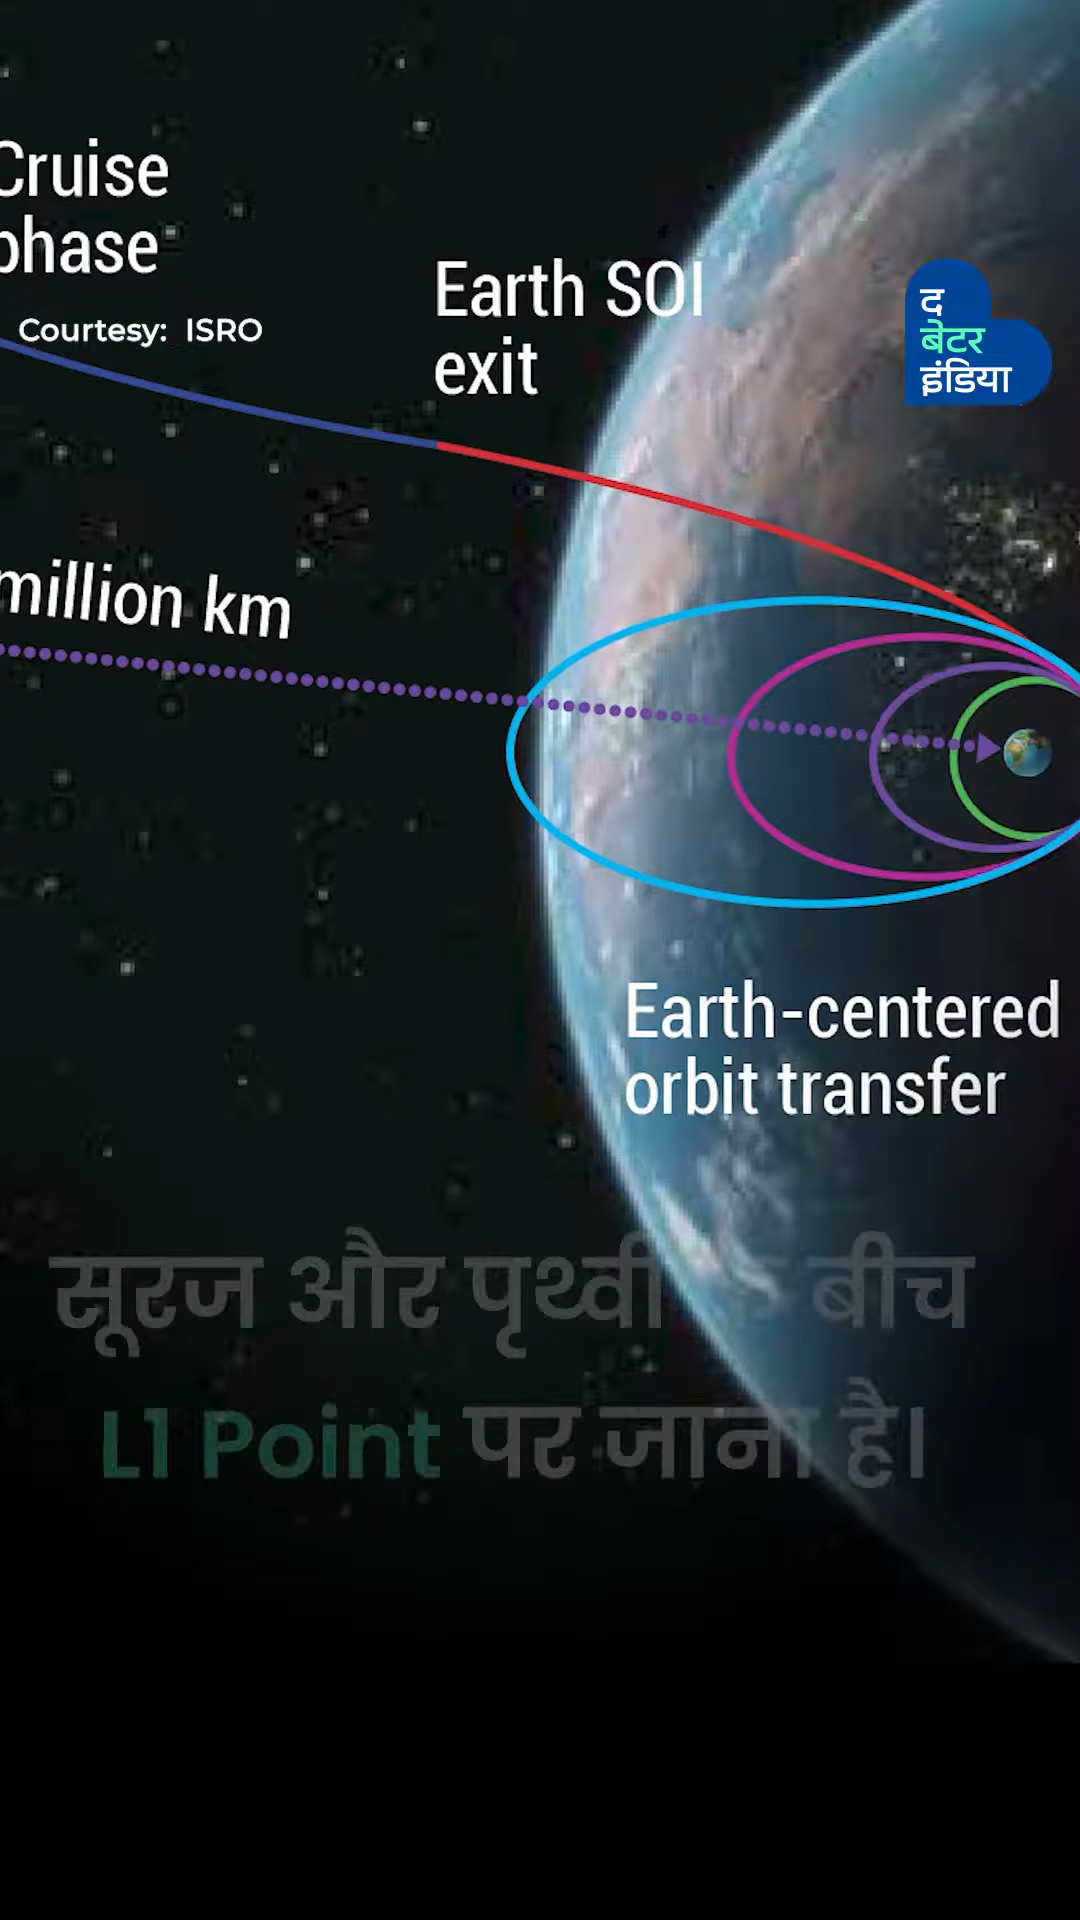 Cruise
phase
Courtesy: ISRO
Earth SOI
exit
द
बेटर
इंडिया
million km
Earth-centered
orbit transfer
सूरज और पृथ्वी के बीच
L1 Point पर जाना है।